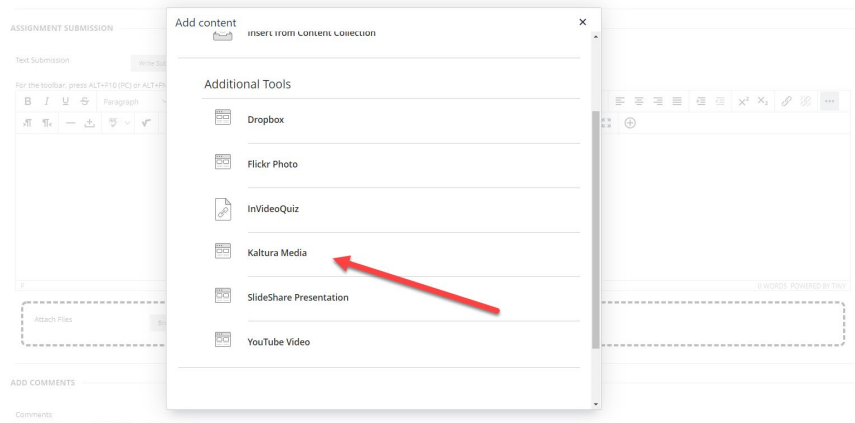 Add content
ASSIGNMENT SUBMISSION
Insert from Content Collection
Text Submission
For the toolbar, press ALT+F10 (PC) or ALT+FN
B I U S Paragraph
X² X₂
Additional Tools
Dropbox
Flickr Photo
InVideoQuiz
Kaltura Media
P
0 WORDS POWERED BY TINY
SlideShare Presentation
Attach Files
YouTube Video
ADD COMMENTS
Comments